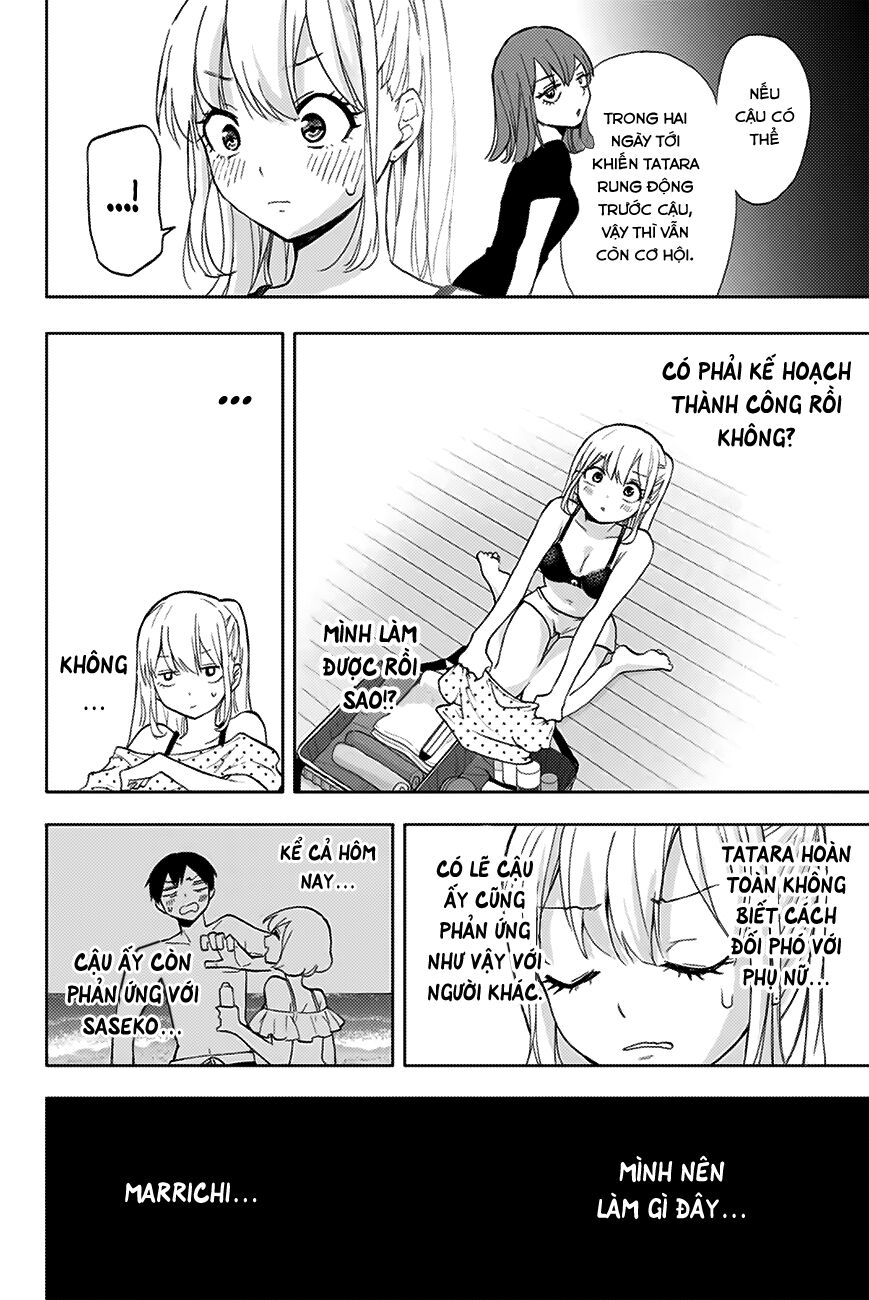 NẾU
CẬU CÓ
THỂ
TRONG HAI
NGÀY TỚI
KHIẾN TATARA
RUNG ĐỘNG
TRƯỚC CẬU,
VẬY THÌ VẪN
CÒN CƠ HỘI.
...!
CÓ PHẢI KẾ HOẠCH
THÀNH CÔNG RỒI
KHÔNG?
MÌNH LÀM
ĐƯỢC RỒI
SAO!?
...
KHÔNG
...
TATARA HOÀN
TOÀN KHÔNG
BIẾT CÁCH
ĐỐI PHÓ VỚI
PHỤ NỮ...
CÓ LẼ CẬU
ẤY CŨNG
PHẢN ỨNG
NHƯ VẬY VỚI
NGƯỜI KHÁC.
KỂ CẢ HÔM
NAY...
CẬU ẤY CÒN
PHẢN ỨNG VỚI
SASEKO...
MÌNH NÊN
LÀM GÌ ĐÂY...
MARRICHI...